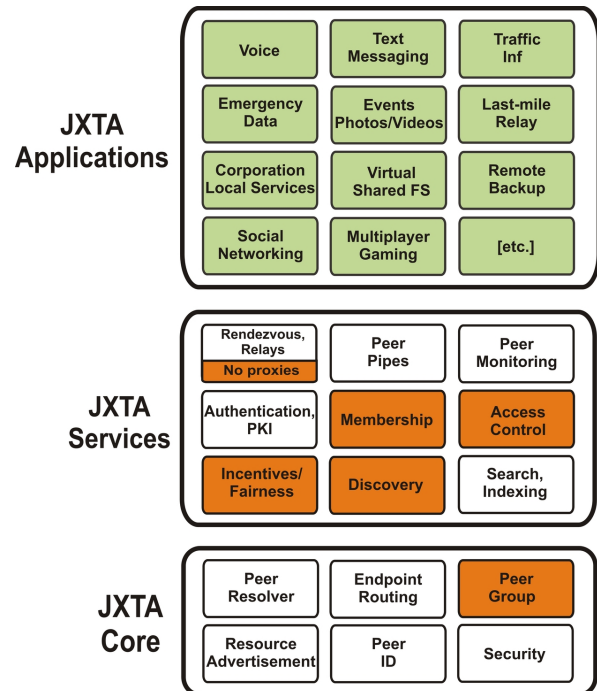 JXTA
Applications
Voice
Text
Messaging
Traffic
Inf
Emergency
Data
Events
Photos/Videos
Last-mile
Relay
Corporation
Local Services
Virtual
Shared FS
Remote
Backup
Social
Networking
Multiplayer
Gaming
[etc.]
JXTA
Services
Rendezvous,
Relays
No proxies
Peer
Pipes
Peer
Monitoring
Authentication,
PKI
Membership
Access
Control
Incentives/
Fairness
Discovery
Search,
Indexing
JXTA
Core
Peer
Resolver
Endpoint
Routing
Peer
Group
Resource
Advertisement
Peer
ID
Security